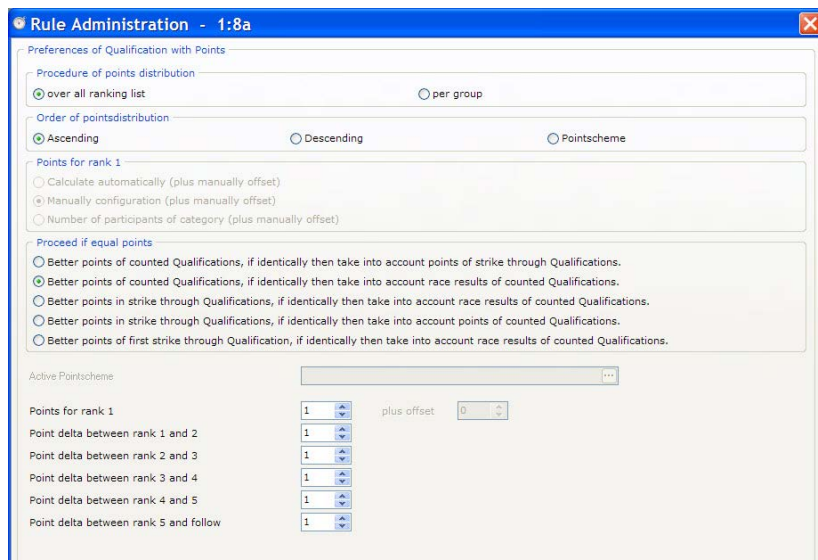 Rule Administration - 1:8a
Preferences of Qualification with Points
Procedure of points distribution
over all ranking list per group
Order of pointsdistribution
Ascending Descending Pointscheme
Points for rank 1
Calculate automatically (plus manually offset)
Manually configuration (plus manually offset)
Number of participants of category (plus manually offset)
Proceed if equal points
Better points of counted Qualifications, if identically then take into account points of strike through Qualifications.
Better points of counted Qualifications, if identically then take into account race results of counted Qualifications.
Better points in strike through Qualifications, if identically then take into account race results of counted Qualifications.
Better points in strike through Qualifications, if identically then take into account points of counted Qualifications.
Better points of first strike through Qualification, if identically then take into account race results of counted Qualifications.
Active Pointscheme ...
Points for rank 1 1 plus offset 0
Point delta between rank 1 and 2 1
Point delta between rank 2 and 3 1
Point delta between rank 3 and 4 1
Point delta between rank 4 and 5 1
Point delta between rank 5 and follow 1